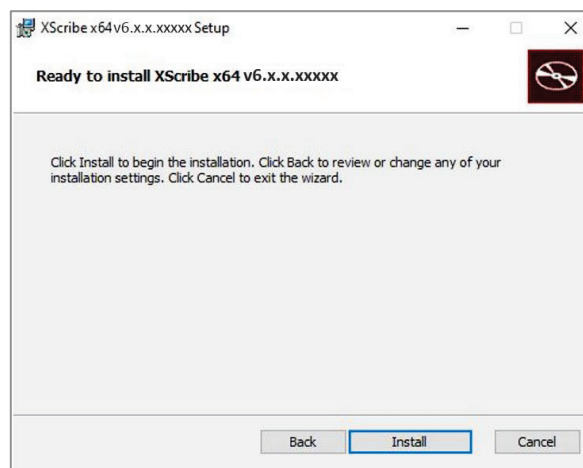 XScribe x64 v6.x.x.xxxxx Setup
Ready to install XScribe x64 v6.x.x.xxxxx
Click Install to begin the installation. Click Back to review or change any of your
installation settings. Click Cancel to exit the wizard.
Back Install Cancel